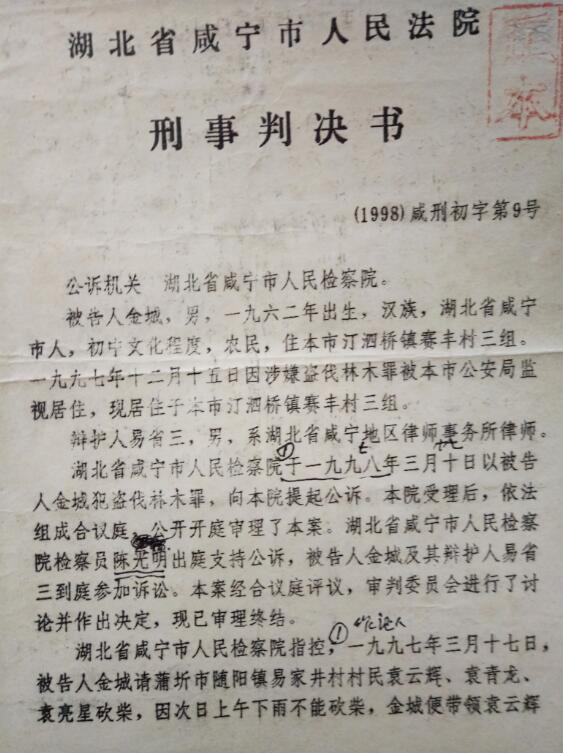 湖北省咸宁市人民法院
刑事判决书
(1998)咸刑初字第9号
公诉机关 湖北省咸宁市人民检察院。
被告人金城，男，一九六二年出生，汉族，湖北省咸宁
市人，初中文化程度，农民，住本市汀泗桥镇赛丰村三组。
一九九七年十二月十五日因涉嫌盗伐林木罪被本市公安局监
视居住，现居住于本市汀泗桥镇赛丰村三组。
辩护人易省三，男，系湖北省咸宁地区律师事务所律师。
湖北省咸宁市人民检察院于一九九八年三月十日以被告
人金城犯盗伐林木罪，向本院提起公诉。本院受理后，依法
组成合议庭，公开开庭审理了本案。湖北省咸宁市人民检察
院检察员陈光明出庭支持公诉，被告人金城及其辩护人易省
三到庭参加诉讼。本案经合议庭评议，审判委员会进行了讨
论并作出决定，现已审理终结。
湖北省咸宁市人民检察院指控，①一九九七年三月十七日，
被告人金城请蒲圻市随阳镇易家井村村民袁云辉、袁青龙、
袁亮星砍柴，因次日上午下雨不能砍柴，金城便带领袁云辉